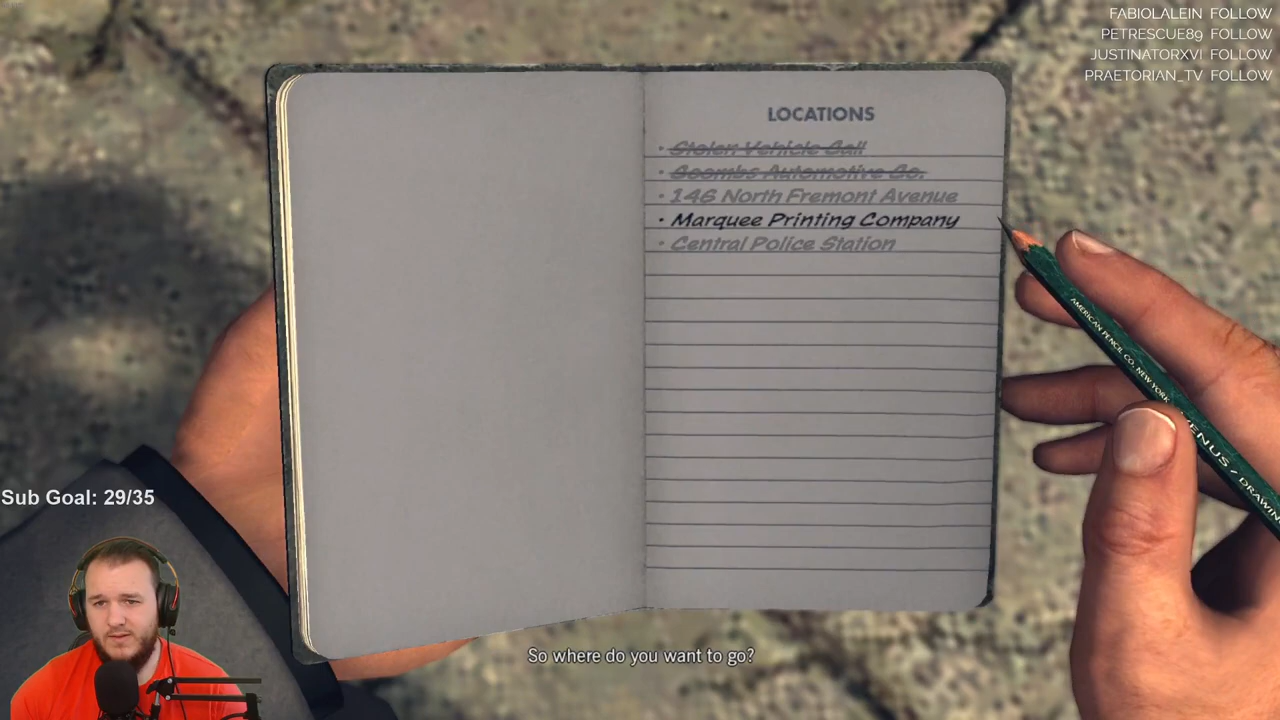 FABIOLALEIN FOLLOW
PETRESCUE89 FOLLOW
JUSTINATORXVI FOLLOW
PRAETORIAN_TV FOLLOW
LOCATIONS
· Stolen Vehicle Call
· Coombs Automotive Co.
· 146 North Fremont Avenue
· Marquee Printing Company
· Central Police Station
AMERICAN PENCIL CO. NEW YORK
VENUS / DRAWIN
Sub Goal: 29/35
So where do you want to go?